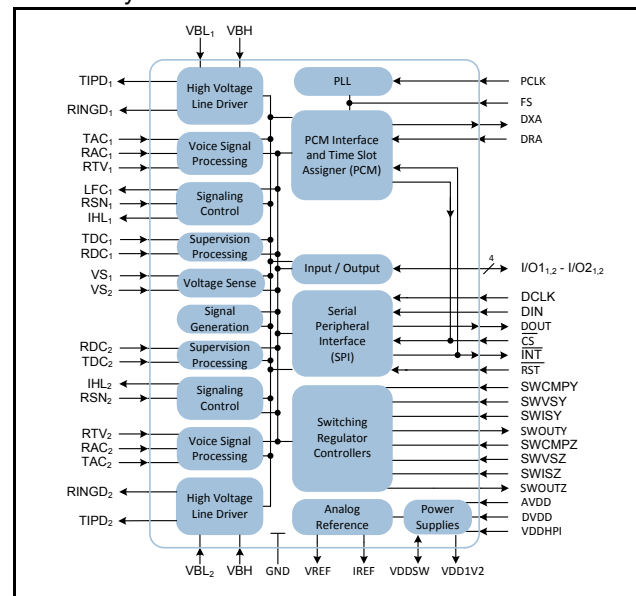 VBL₁ VBH
TIPD₁
RINGD₁
High Voltage
Line Driver
PLL
PCLK
FS
DXA
DRA
TAC₁
RAC₁
RTV₁
Voice Signal
Processing
PCM Interface
and Time Slot
Assigner (PCM)
LFC₁
RSN₁
IHL₁
Signaling
Control
TDC₁
RDC₁
Supervision
Processing
VS₁
VS₂
Voltage Sense
Input / Output
4
I/O1₁,₂ - I/O2₁,₂
Signal
Generation
Serial
Peripheral
Interface
(SPI)
DCLK
DIN
DOUT
CS
INT
RST
RDC₂
TDC₂
Supervision
Processing
IHL₂
RSN₂
Signaling
Control
Switching
Regulator
Controllers
SWCMPY
SWVSY
SWISY
SWOUTY
SWCMPZ
SWVSZ
SWISZ
SWOUTZ
RTV₂
RAC₂
TAC₂
Voice Signal
Processing
RINGD₂
TIPD₂
High Voltage
Line Driver
Analog
Reference
Power
Supplies
AVDD
DVDD
VDDHPI
VBL₂ VBH GND VREF IREF VDDSW VDD1V2